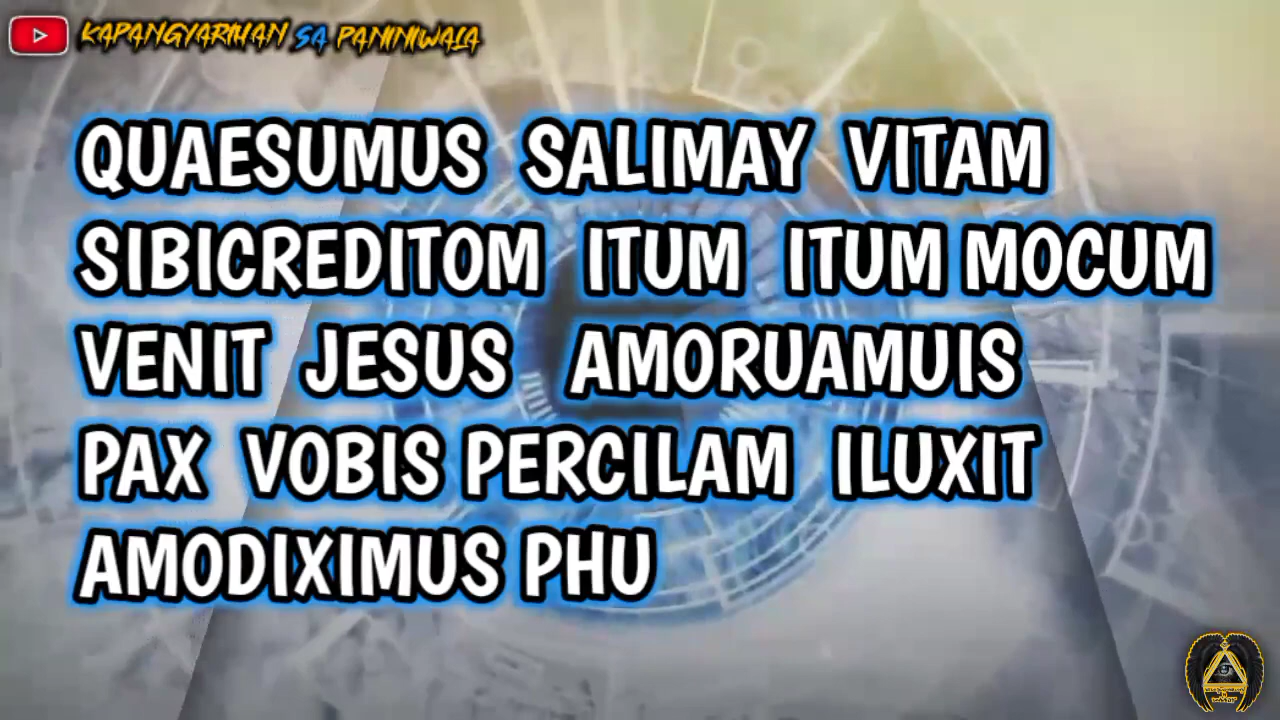 KAPANGYARIHAN SA PANINIWALA
QUAESUMUS SALIMAY VITAM
SIBICREDITOM ITUM ITUM MOCUM
VENIT JESUS AMORUAMUIS
PAX VOBIS PERCILAM ILUXIT
AMODIXIMUS PHU